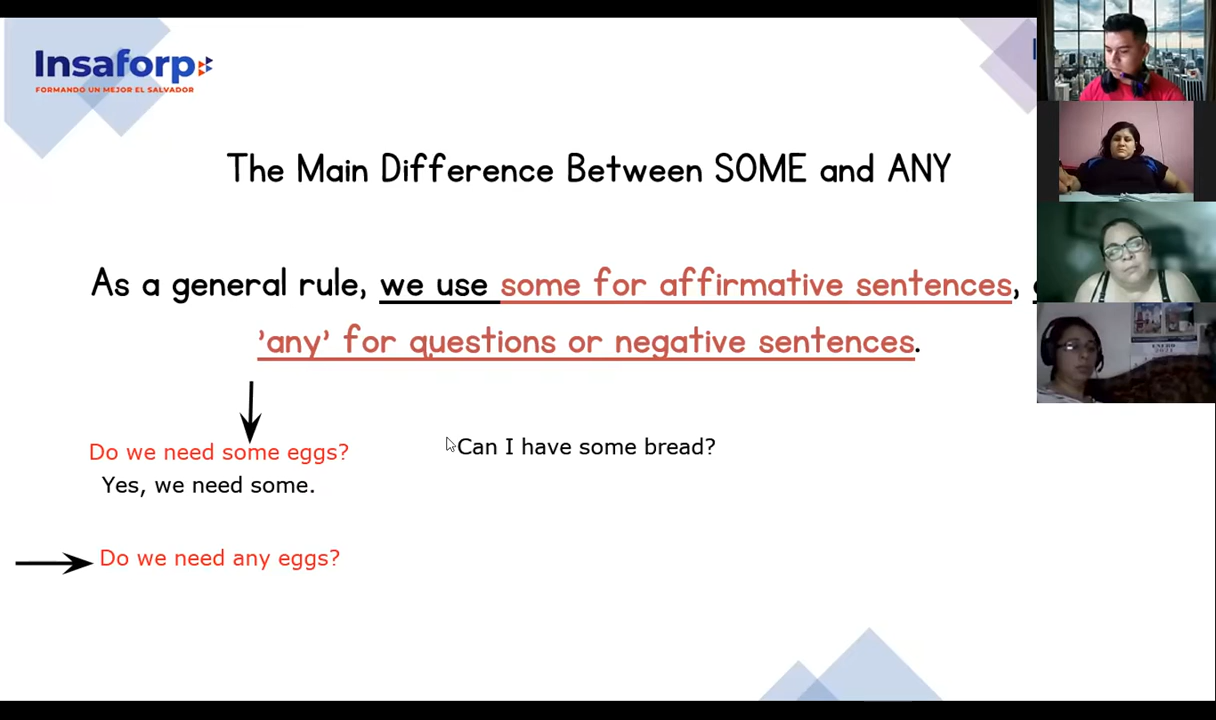 Insaforp
FORMANDO UN MEJOR EL SALVADOR
The Main Difference Between SOME and ANY
As a general rule, we use some for affirmative sentences,
'any' for questions or negative sentences.
Do we need some eggs?
Can I have some bread?
Yes, we need some.
Do we need any eggs?
ENERO